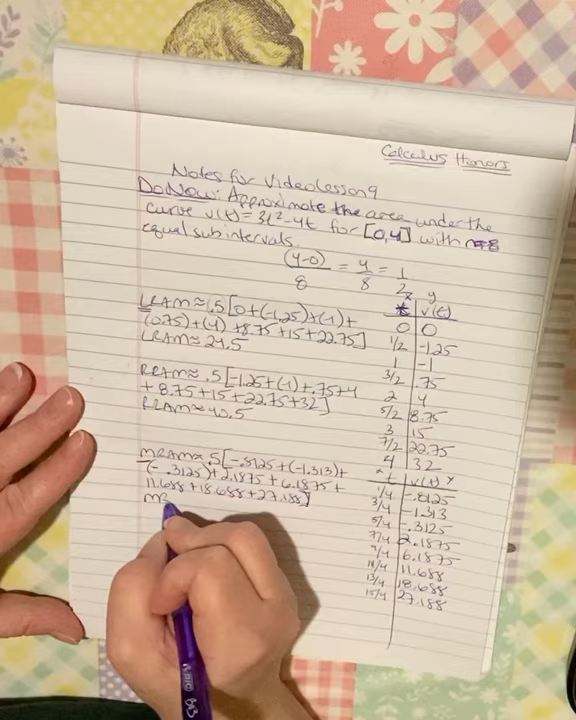 Calculus Honors
Notes for Video Lesson 9
Do Now: Approximate the area under the
curve v(t) = 3t²-4t for [0,4] with n=8
equal subintervals.
(4-0)/8 = 4/8 = 1/2
x y
t v(t)
0 0
1/2 -1.25
1 -1
3/2 .75
2 4
5/2 8.75
3 15
7/2 22.75
4 32
LRAM ≈ .5[0+(-1.25)+(-1)+
(0.75)+(4)+8.75+15+22.75]
LRAM ≈ 24.5
RRAM ≈ .5[-1.25+(-1)+.75+4
+8.75+15+22.75+32]
RRAM ≈ 40.5
MRAM ≈ .5[-.8125+(-1.313)+
(-.3125)+2.1875+6.1875+
11.688+18.688+27.188]
MR
x t v(t) y
1/4 -.8125
3/4 -1.313
5/4 -.3125
7/4 2.1875
9/4 6.1875
11/4 11.688
13/4 18.688
15/4 27.188
BIC